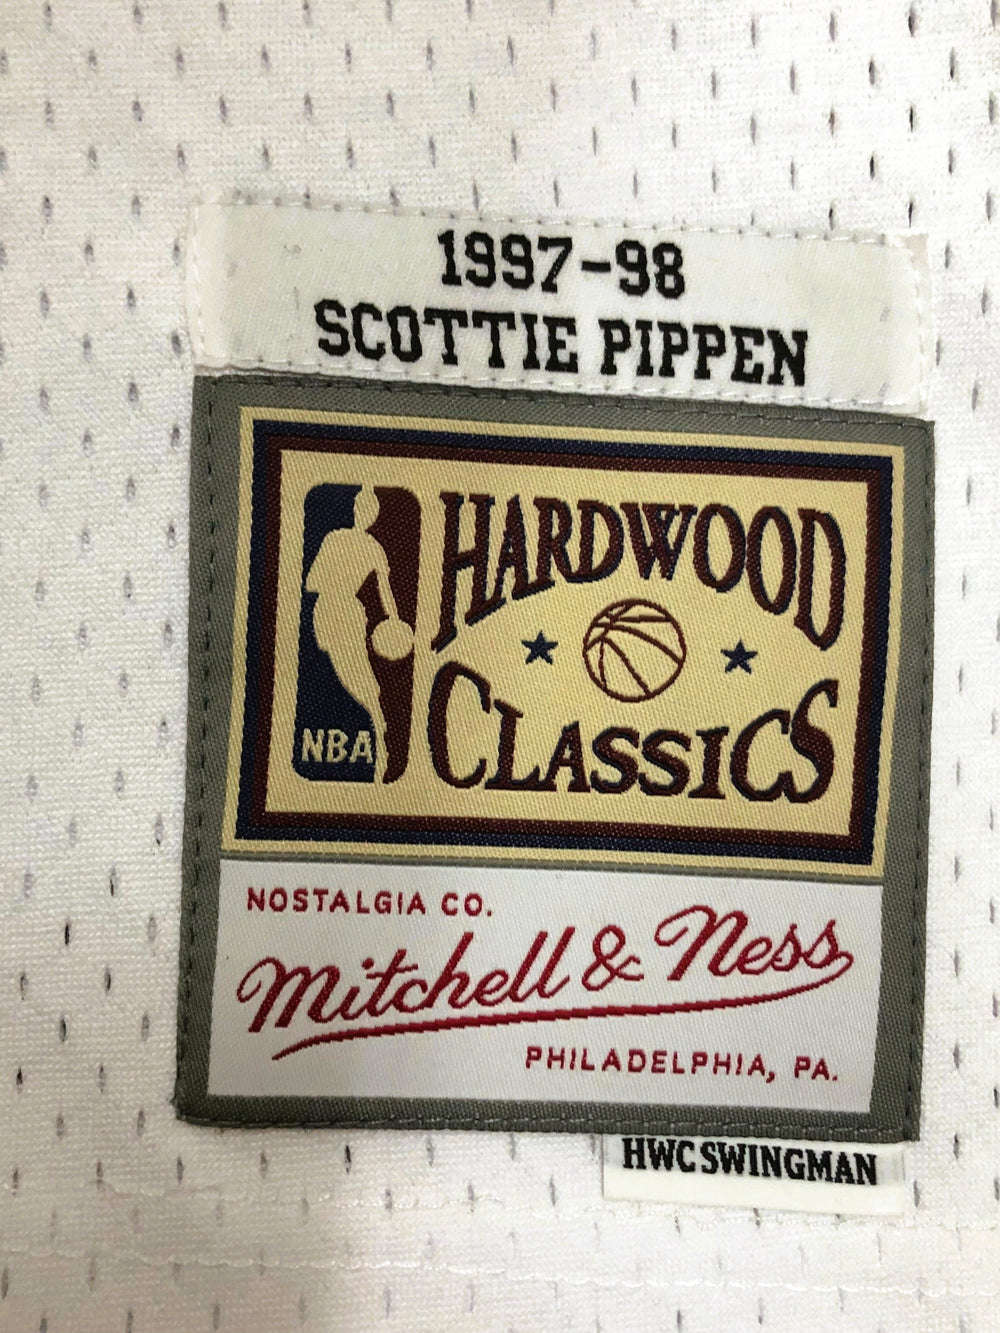 1997-98
SCOTTIE PIPPEN
HARDWOOD
CLASSICS
NBA
NOSTALGIA CO.
Mitchell & Ness
PHILADELPHIA, PA.
HWC SWINGMAN